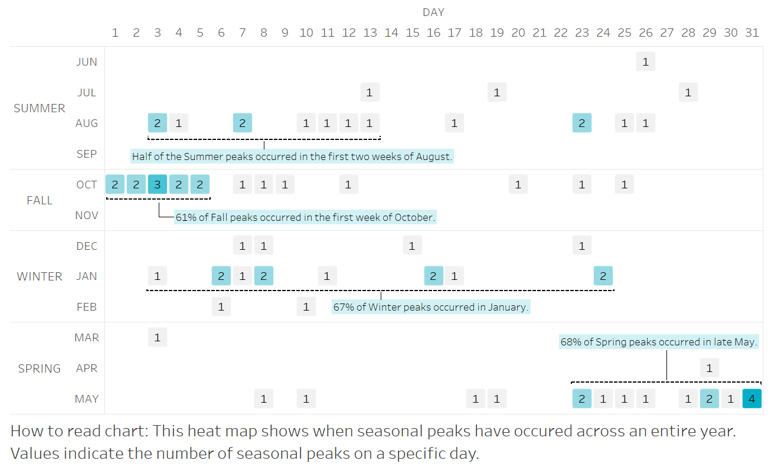 DAY
1 2 3 4 5 6 7 8 9 10 11 12 13 14 15 16 17 18 19 20 21 22 23 24 25 26 27 28 29 30 31
SUMMER
JUN 1
JUL 1 1 1
AUG 2 1 2 1 1 1 1 1 2 1 1
SEP
Half of the Summer peaks occurred in the first two weeks of August.
FALL
OCT 2 2 3 2 2 1 1 1 1 1 1 1
NOV
61% of Fall peaks occurred in the first week of October.
WINTER
DEC 1 1 1 1
JAN 1 2 1 2 1 2 1 2
FEB 1 1
67% of Winter peaks occurred in January.
SPRING
MAR 1
68% of Spring peaks occurred in late May.
APR 1
MAY 1 1 1 1 2 1 1 1 1 2 1 4
How to read chart: This heat map shows when seasonal peaks have occured across an entire year.
Values indicate the number of seasonal peaks on a specific day.